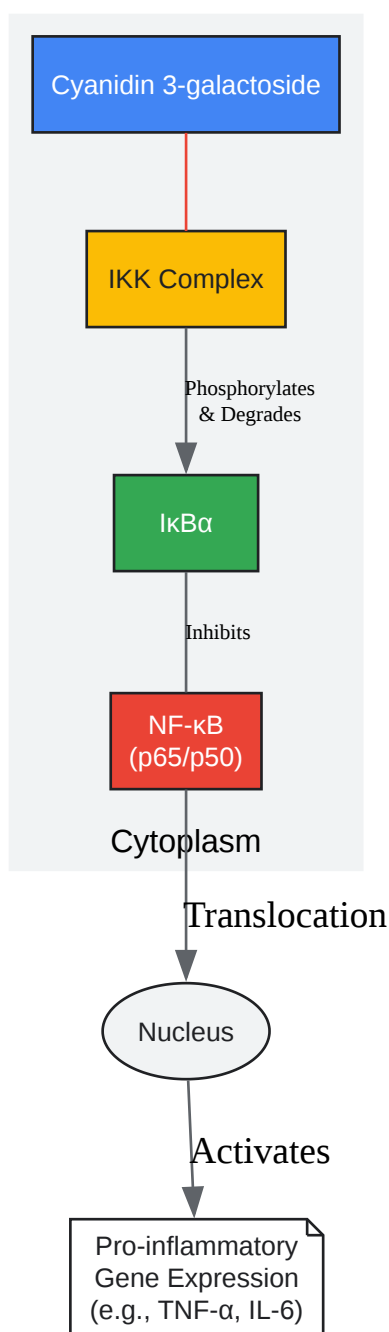 Cyanidin 3-galactoside
IKK Complex
Phosphorylates
& Degrades
IκBα
Inhibits
NF-κB
(p65/p50)
Cytoplasm
Translocation
Nucleus
Activates
Pro-inflammatory
Gene Expression
(e.g., TNF-α, IL-6)